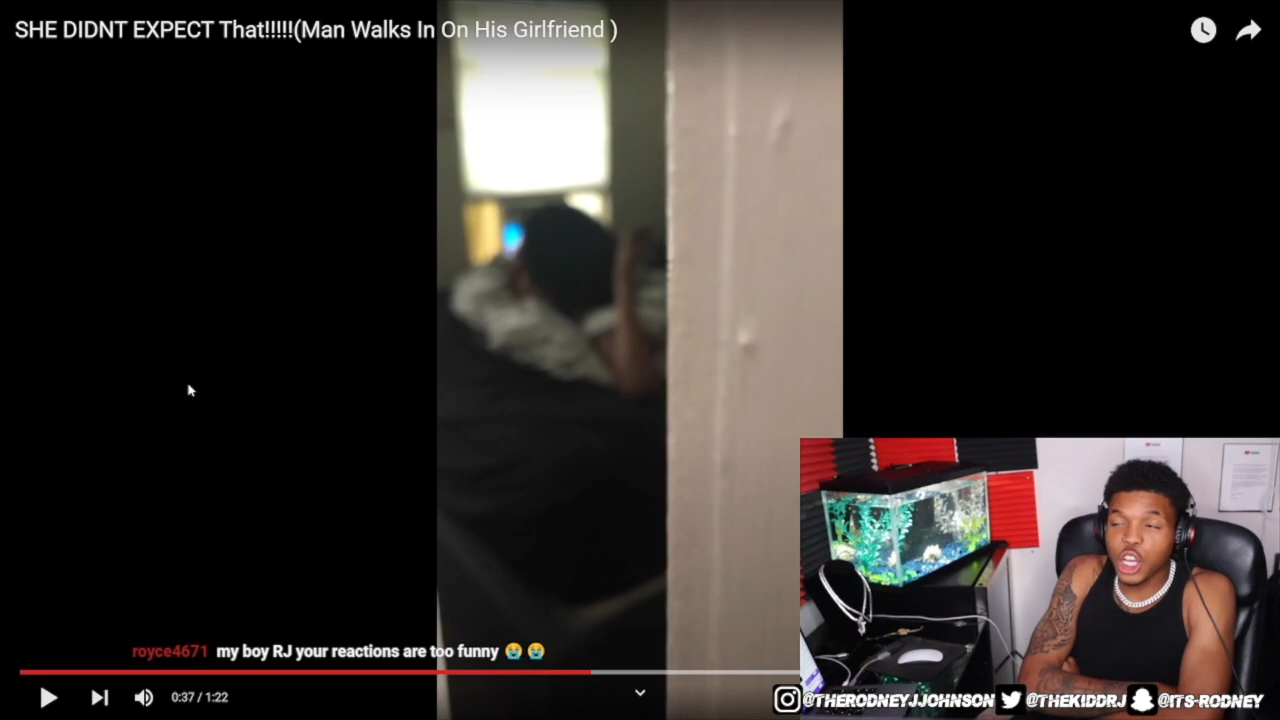 SHE DIDNT EXPECT That!!!!!(Man Walks In On His Girlfriend )
royce4671 my boy RJ your reactions are too funny 😭 😭
0:37 / 1:22
@THERODNEYJJOHNSON @THEKIDDRJ @ITS-RODNEY